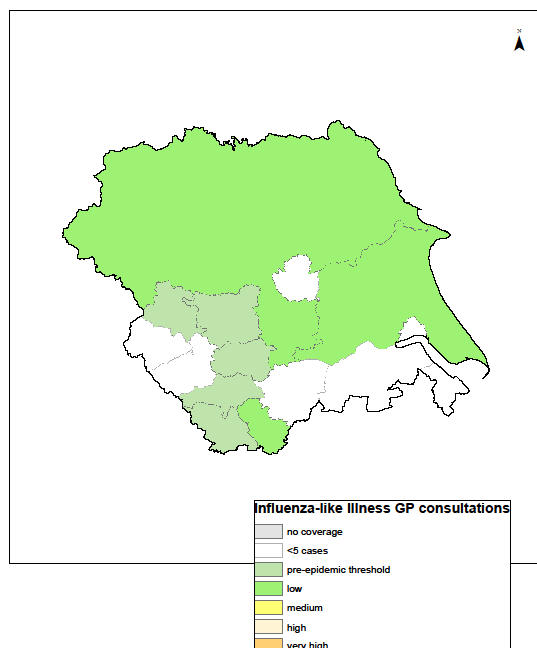 N
Influenza-like Illness GP consultations
no coverage
<5 cases
pre-epidemic threshold
low
medium
high
very high